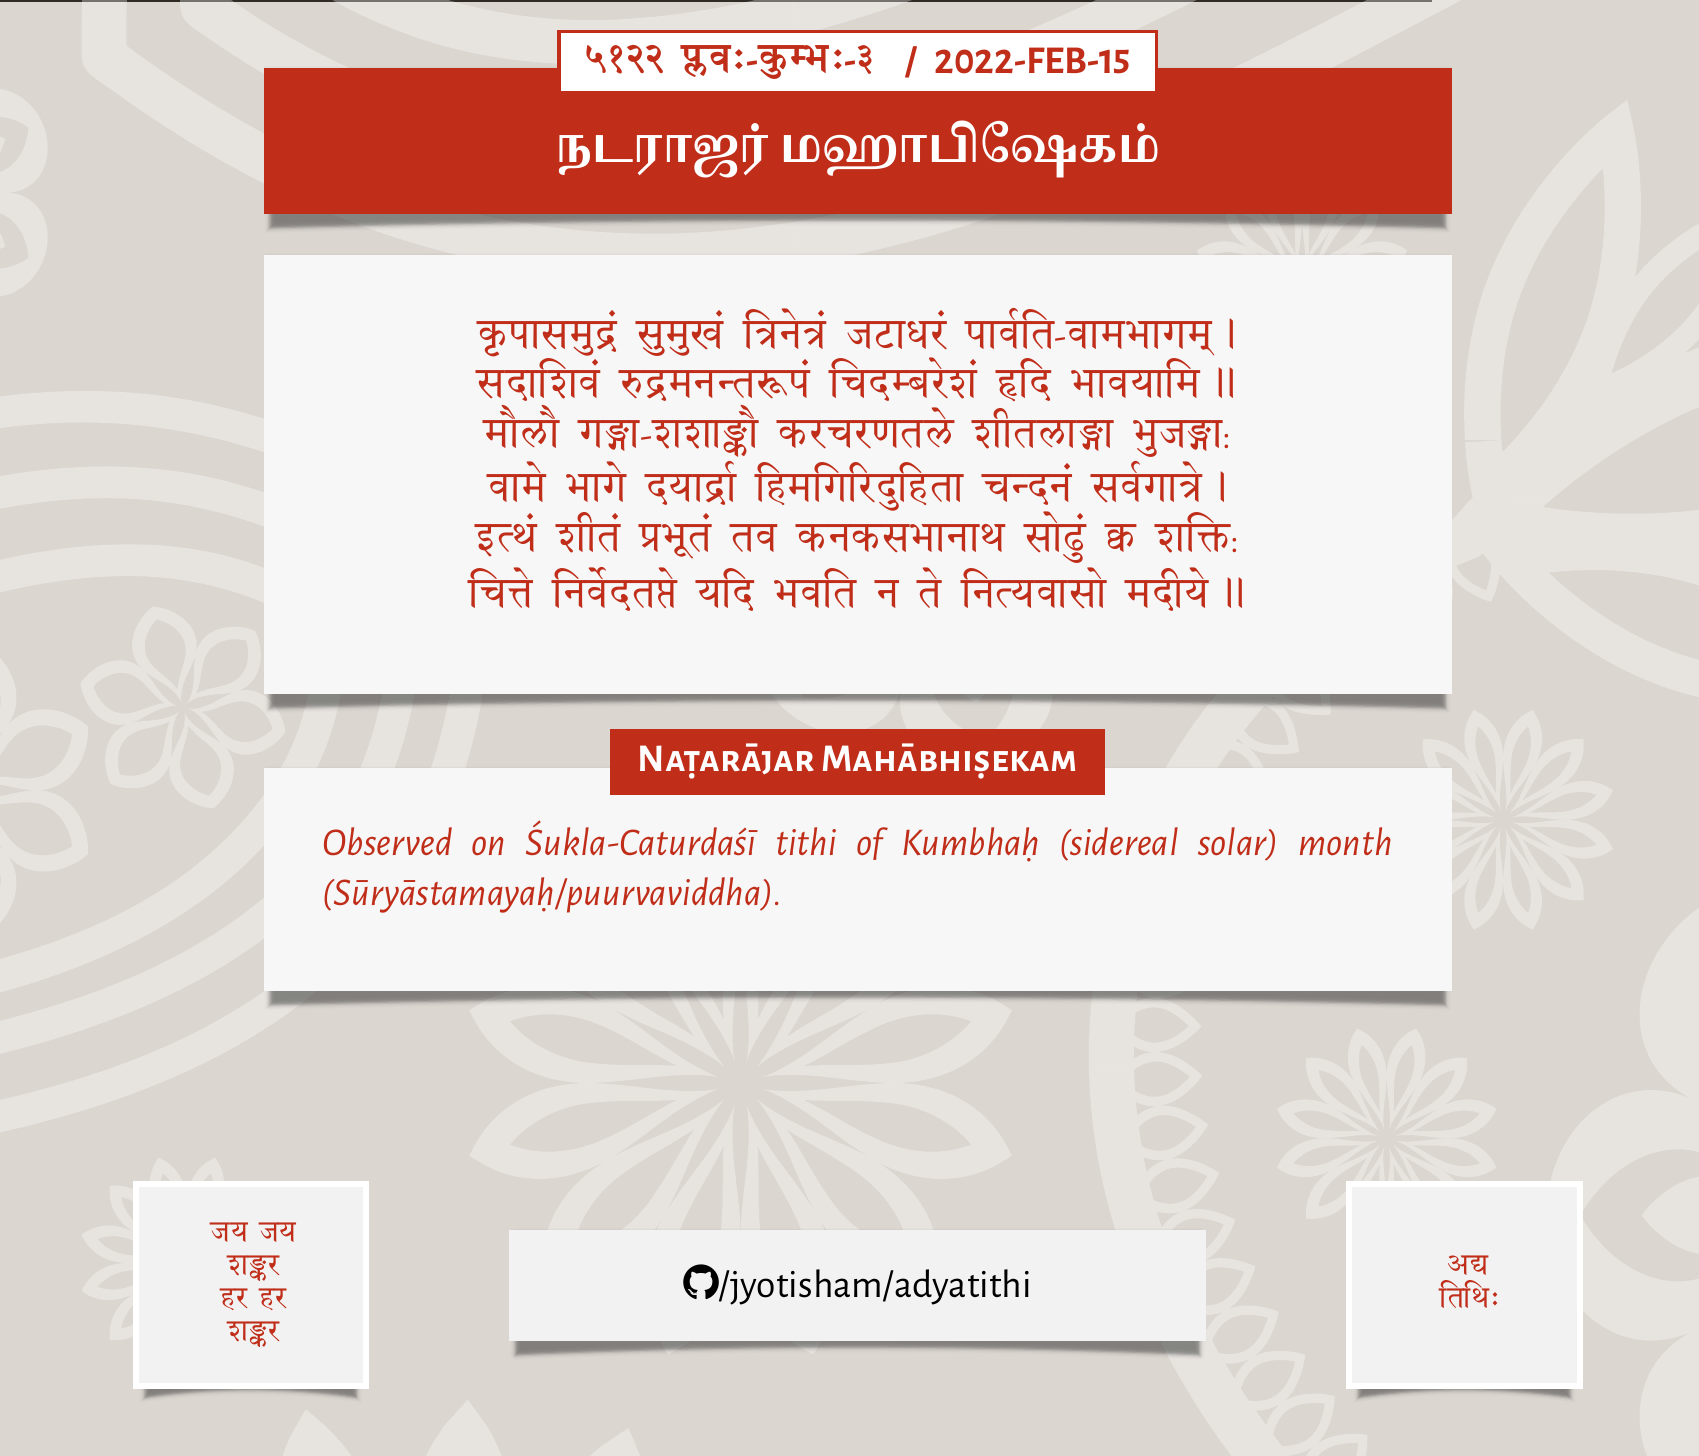 ५१२२ प्लवः-कुम्भः-३ / 2022-FEB-15
நடராஜர் மஹாபிஷேகம்
कृपासमुद्रं सुमुखं त्रिनेत्रं जटाधरं पार्वति-वामभागम्।
सदाशिवं रुद्रमनन्तरूपं चिदम्बरेशं हृदि भावयामि॥
मौलौ गङ्गा-शशाङ्कौ करचरणतले शीतलाङ्गा भुजङ्गाः
वामे भागे दयार्द्रा हिमगिरिदुहिता चन्दनं सर्वगात्रे।
इत्थं शीतं प्रभूतं तव कनकसभानाथ सोढुं क्व शक्तिः
चित्ते निर्वेदतप्ते यदि भवति न ते नित्यवासो मदीये॥
Naṭarājar Mahābhiṣekam
Observed on Śukla-Caturdaśī tithi of Kumbhaḥ (sidereal solar) month
(Sūryāstamayaḥ/puurvaviddha).
जय जय
शङ्कर
हर हर
शङ्कर
/jyotisham/adyatithi
अद्य
तिथिः